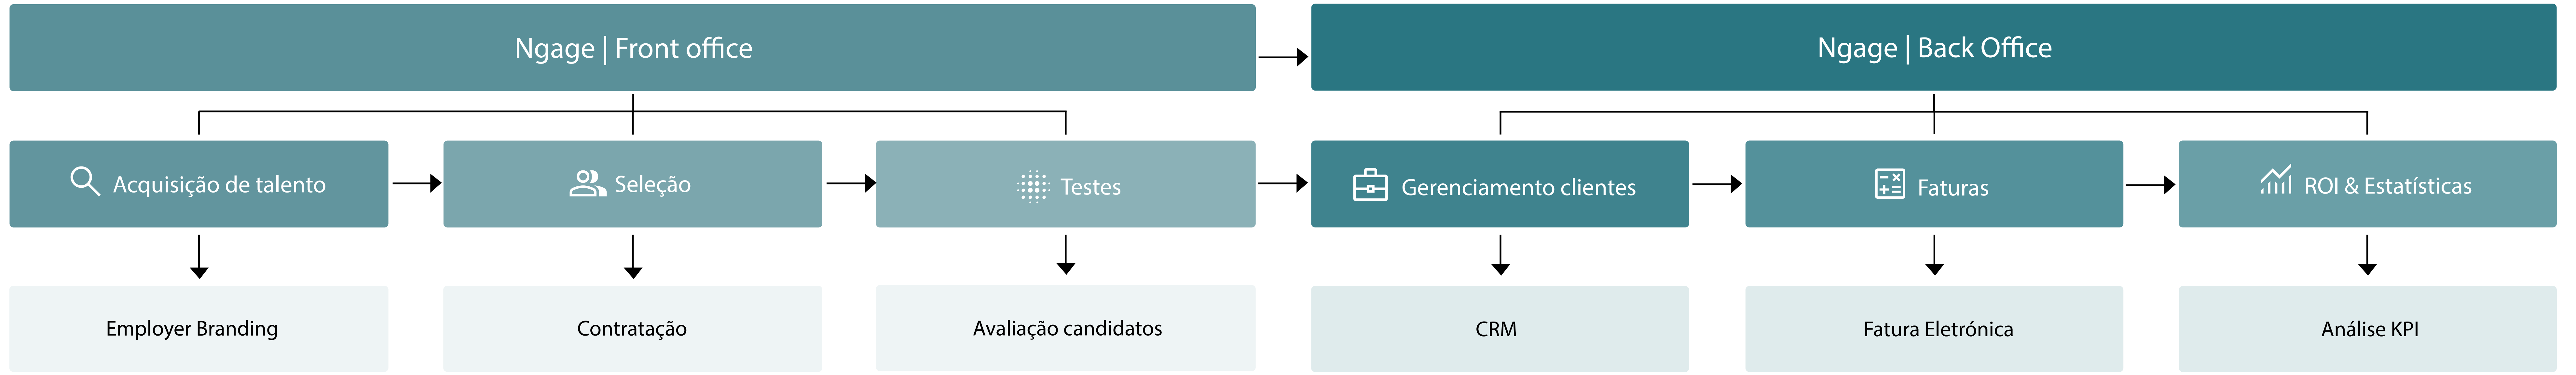 Ngage | Front office
Ngage | Back Office
Acquisição de talento
Seleção
Testes
Gerenciamento clientes
Faturas
ROI & Estatísticas
Employer Branding
Contratação
Avaliação candidatos
CRM
Fatura Eletrónica
Análise KPI